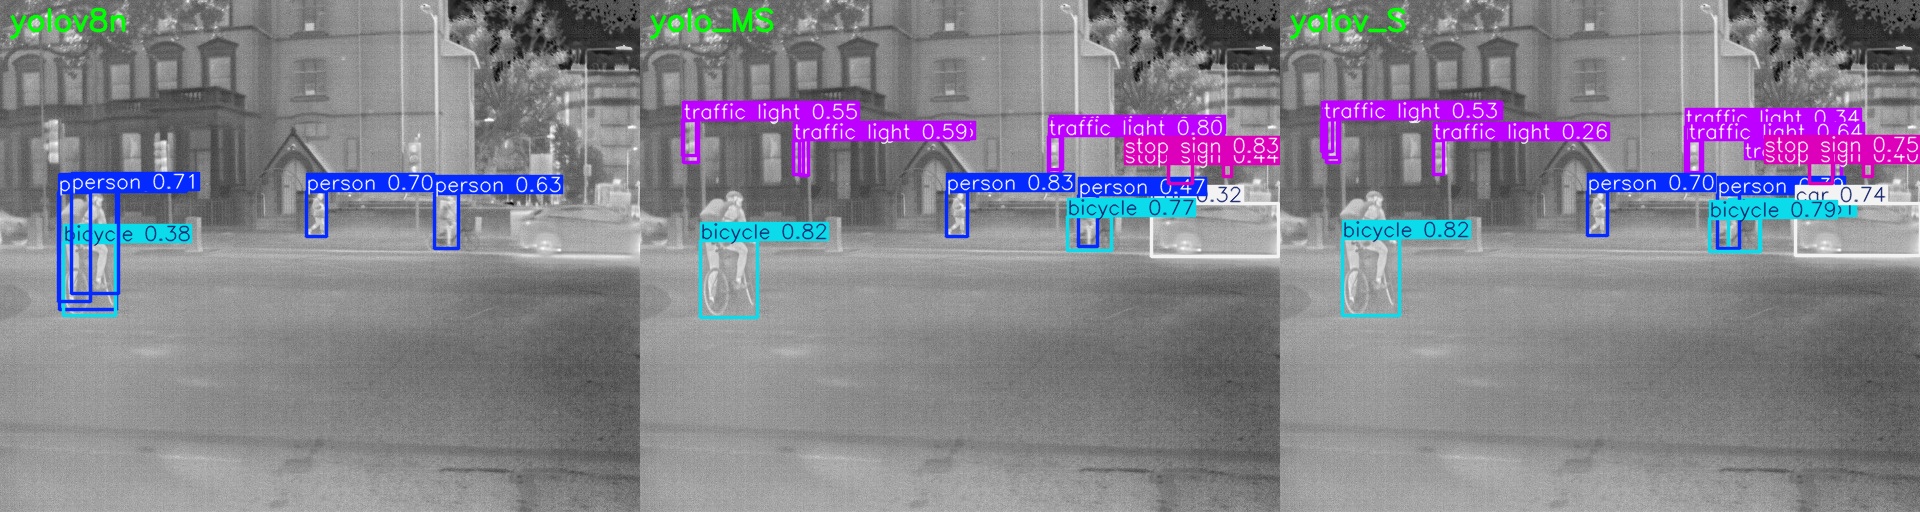 yolov8n
yolo_MS
yolov_S
person 0.71
person 0.70
person 0.63
bicycle 0.38
traffic light 0.55
traffic light 0.59
traffic light 0.80
stop sign 0.83
person 0.83
person 0.47
0.32
bicycle 0.77
bicycle 0.82
traffic light 0.53
traffic light 0.26
traffic light 0.34
traffic light 0.64
stop sign 0.75
person 0.70
person
car 0.74
bicycle 0.79
bicycle 0.82